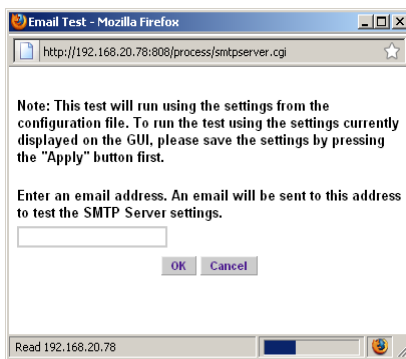 Email Test - Mozilla Firefox
http://192.168.20.78:808/process/smtpserver.cgi
Note: This test will run using the settings from the
configuration file. To run the test using the settings currently
displayed on the GUI, please save the settings by pressing
the "Apply" button first.
Enter an email address. An email will be sent to this address
to test the SMTP Server settings.
OK Cancel
Read 192.168.20.78